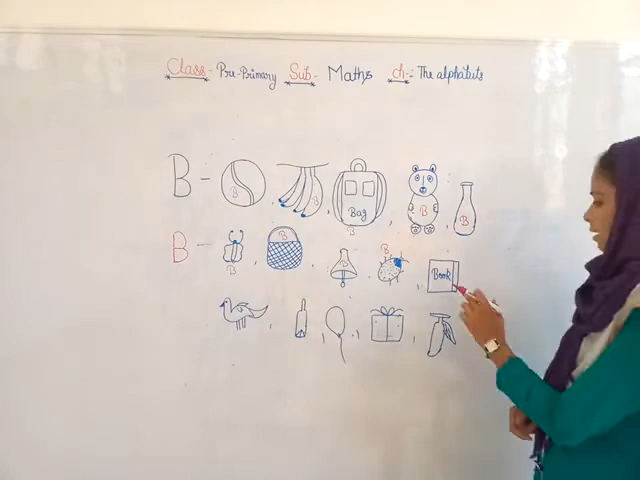 Class- Pre-Primary Sub- Maths ch-: The alphabets
B - B , B , Bag B , B , B
B - B , B , B , B , Book